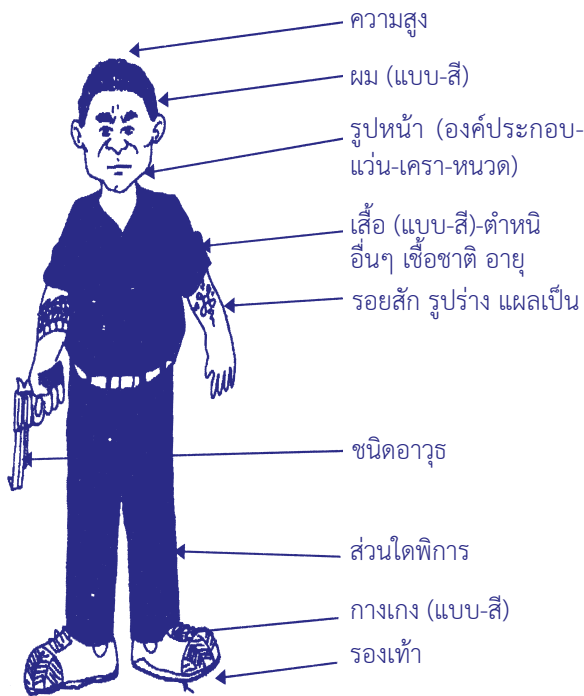 ความสูง
ผม (แบบ-สี)
รูปหน้า (องค์ประกอบ-
แว่น-เครา-หนวด)
เสื้อ (แบบ-สี)-ตำหนิ
อื่นๆ เชื้อชาติ อายุ
รอยสัก รูปร่าง แผลเป็น
ชนิดอาวุธ
ส่วนใดพิการ
กางเกง (แบบ-สี)
รองเท้า